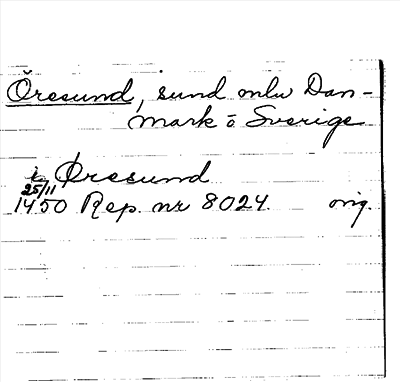 Öresund, sund mlw Dan-
mark o Sverige
i Øresund
25/11
1450 Rep. nr 8024. orig.